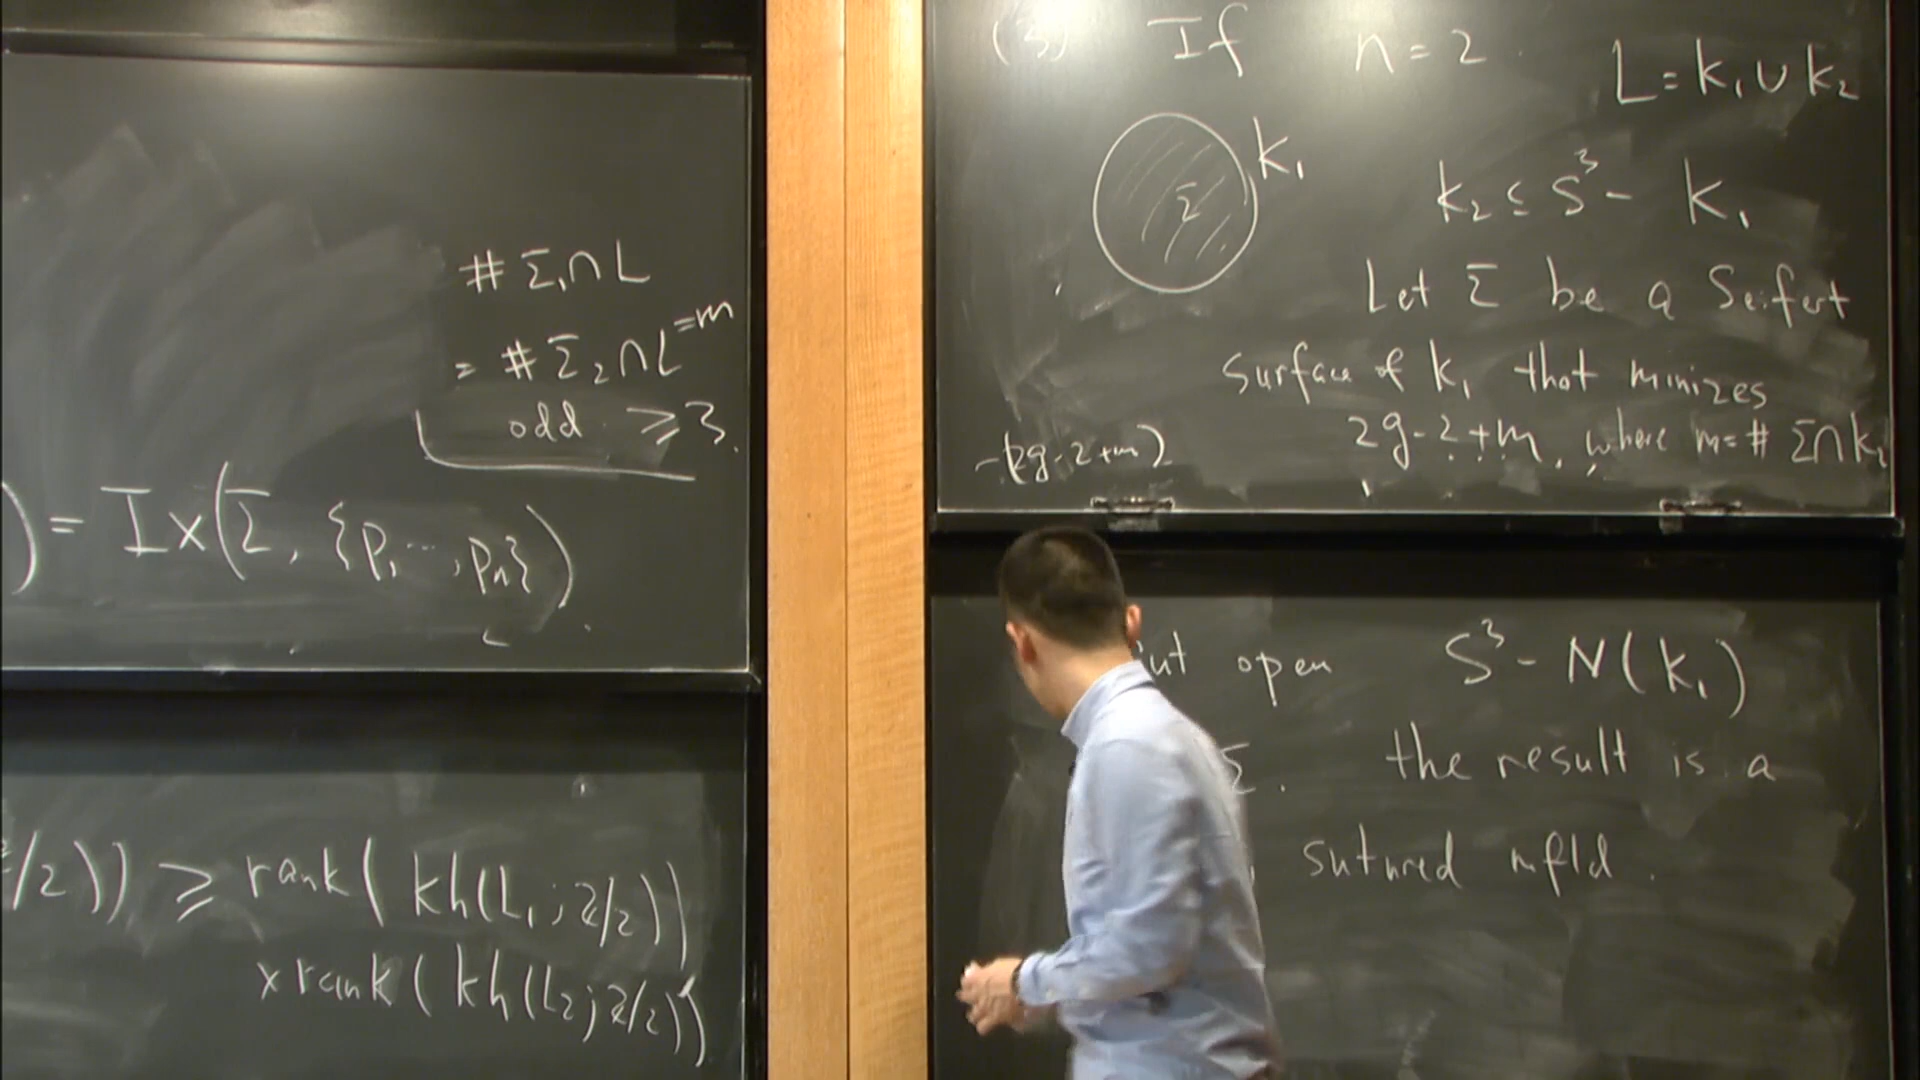 # Σ₁∩L
= # Σ₂∩L =m
odd ≥3.
) = I×(Σ, {p₁…,pₙ})
/2)) ≥ rank( kh(L₁;Z/2))
×rank( kh(L₂;Z/2))
(3) If n=2. L=K₁∪K₂
K₁
Σ
K₂ ⊆ S³- K₁
Let Σ be a Seifert
surface of K₁ that minizes
2g-2+m, where m=# Σ∩K₂
-(2g-2+m)
open S³-N(K₁)
Σ. the result is a
sutured mfld.